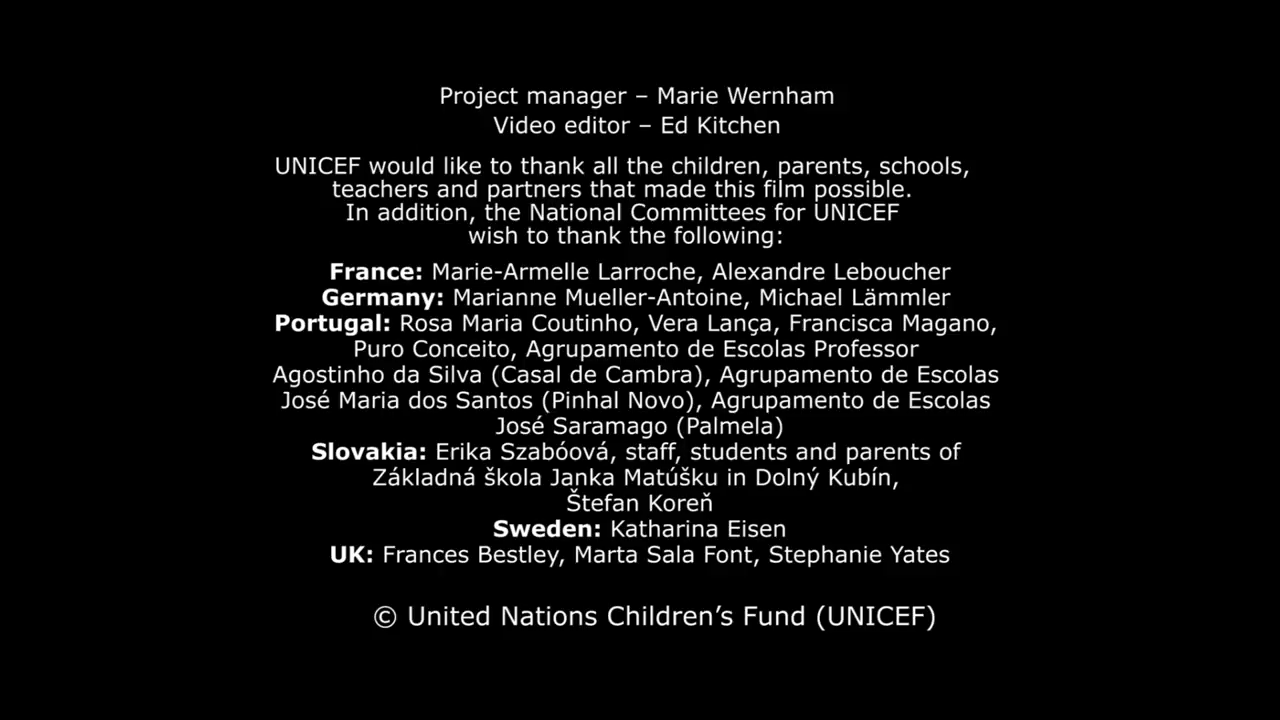 Project manager – Marie Wernham
Video editor – Ed Kitchen
UNICEF would like to thank all the children, parents, schools,
teachers and partners that made this film possible.
In addition, the National Committees for UNICEF
wish to thank the following:
France: Marie-Armelle Larroche, Alexandre Leboucher
Germany: Marianne Mueller-Antoine, Michael Lämmler
Portugal: Rosa Maria Coutinho, Vera Lança, Francisca Magano,
Puro Conceito, Agrupamento de Escolas Professor
Agostinho da Silva (Casal de Cambra), Agrupamento de Escolas
José Maria dos Santos (Pinhal Novo), Agrupamento de Escolas
José Saramago (Palmela)
Slovakia: Erika Szabóová, staff, students and parents of
Základná škola Janka Matúšku in Dolný Kubín,
Štefan Koreň
Sweden: Katharina Eisen
UK: Frances Bestley, Marta Sala Font, Stephanie Yates
© United Nations Children’s Fund (UNICEF)